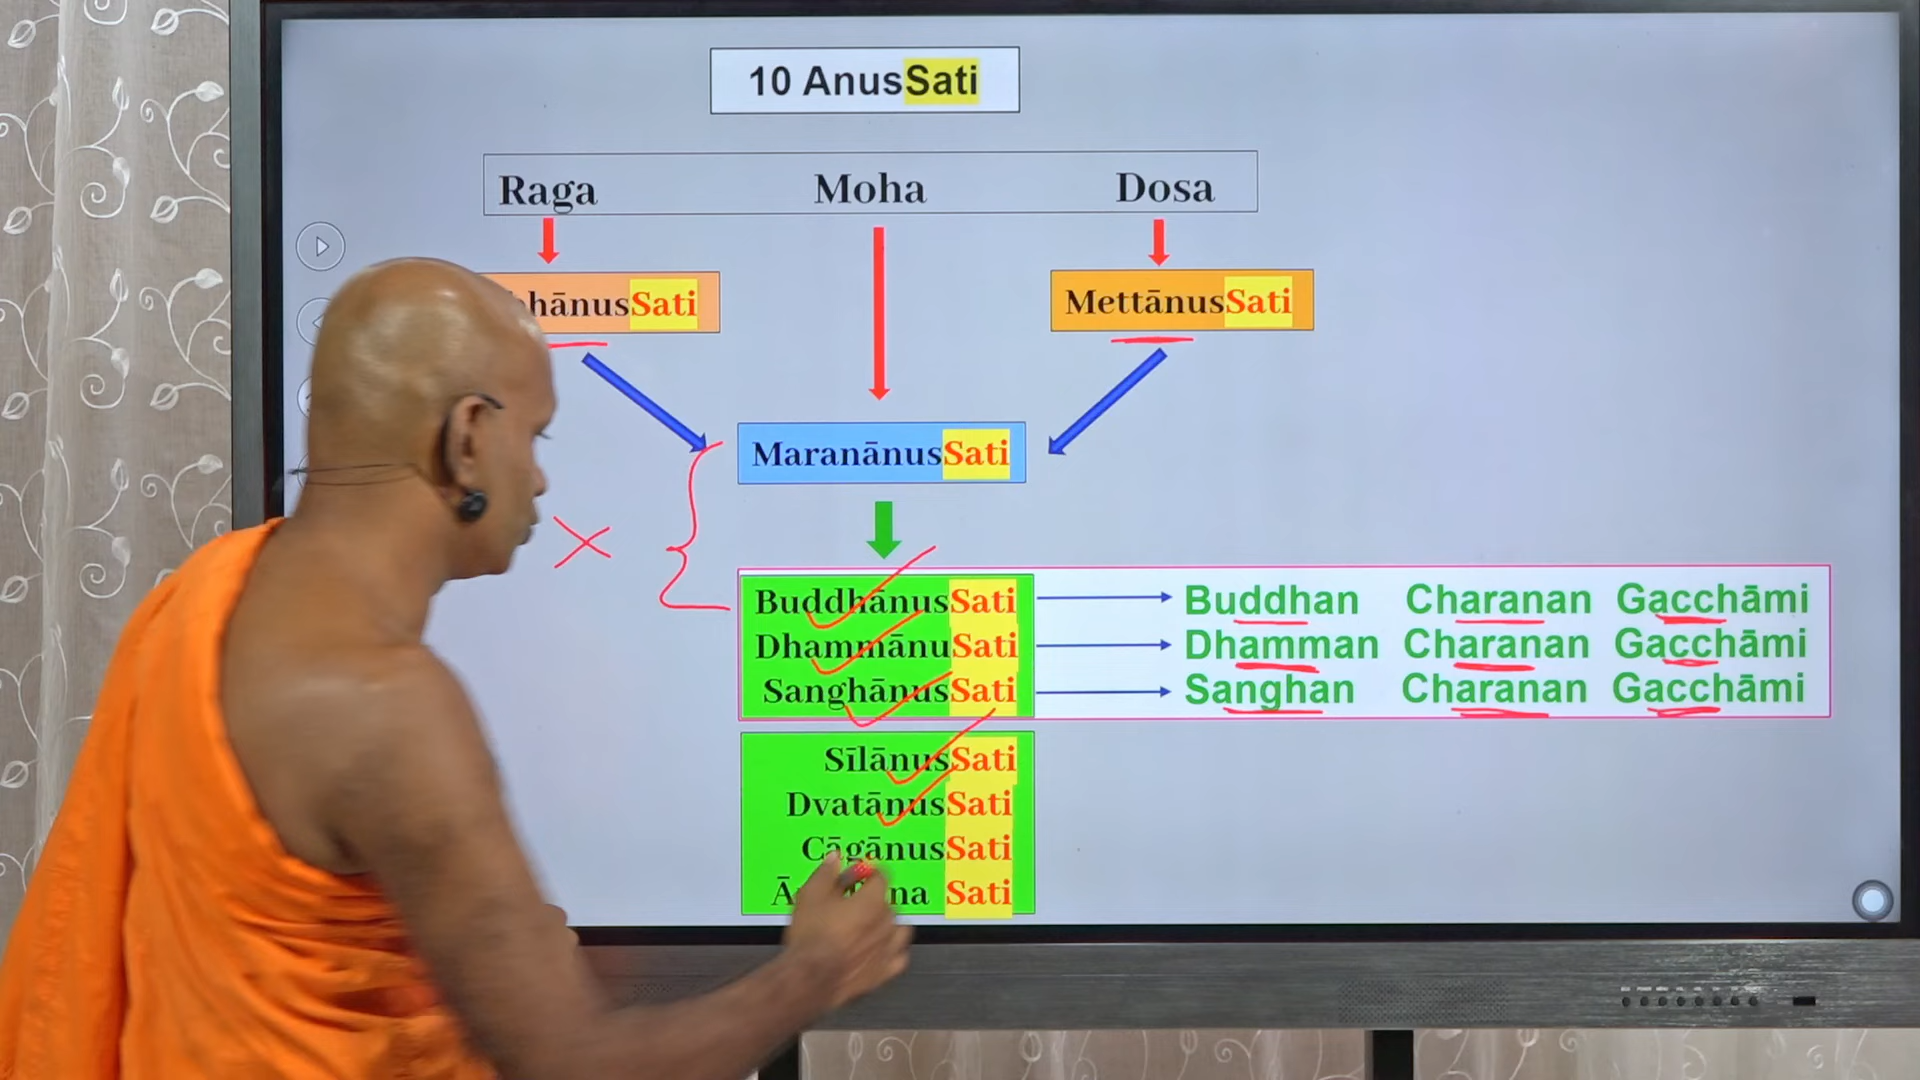 10 AnusSati
Raga Moha Dosa
hānusSati MettānusSati
MaranānusSati
BuddhānusSati Buddhan Charanan Gacchāmi
DhammānuSati Dhamman Charanan Gacchāmi
SanghānusSati Sanghan Charanan Gacchāmi
SīlānusSati
DvatānusSati
CāgānusSati
Sati